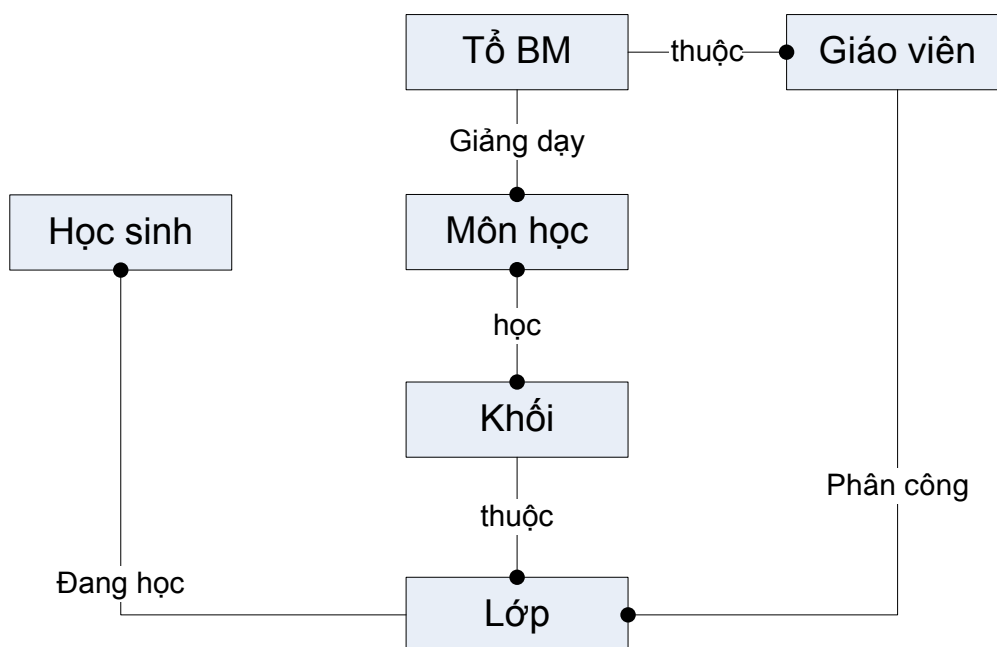 Tổ BM
thuộc
Giáo viên
Giảng dạy
Học sinh
Môn học
học
Khối
Phân công
thuộc
Đang học
Lớp